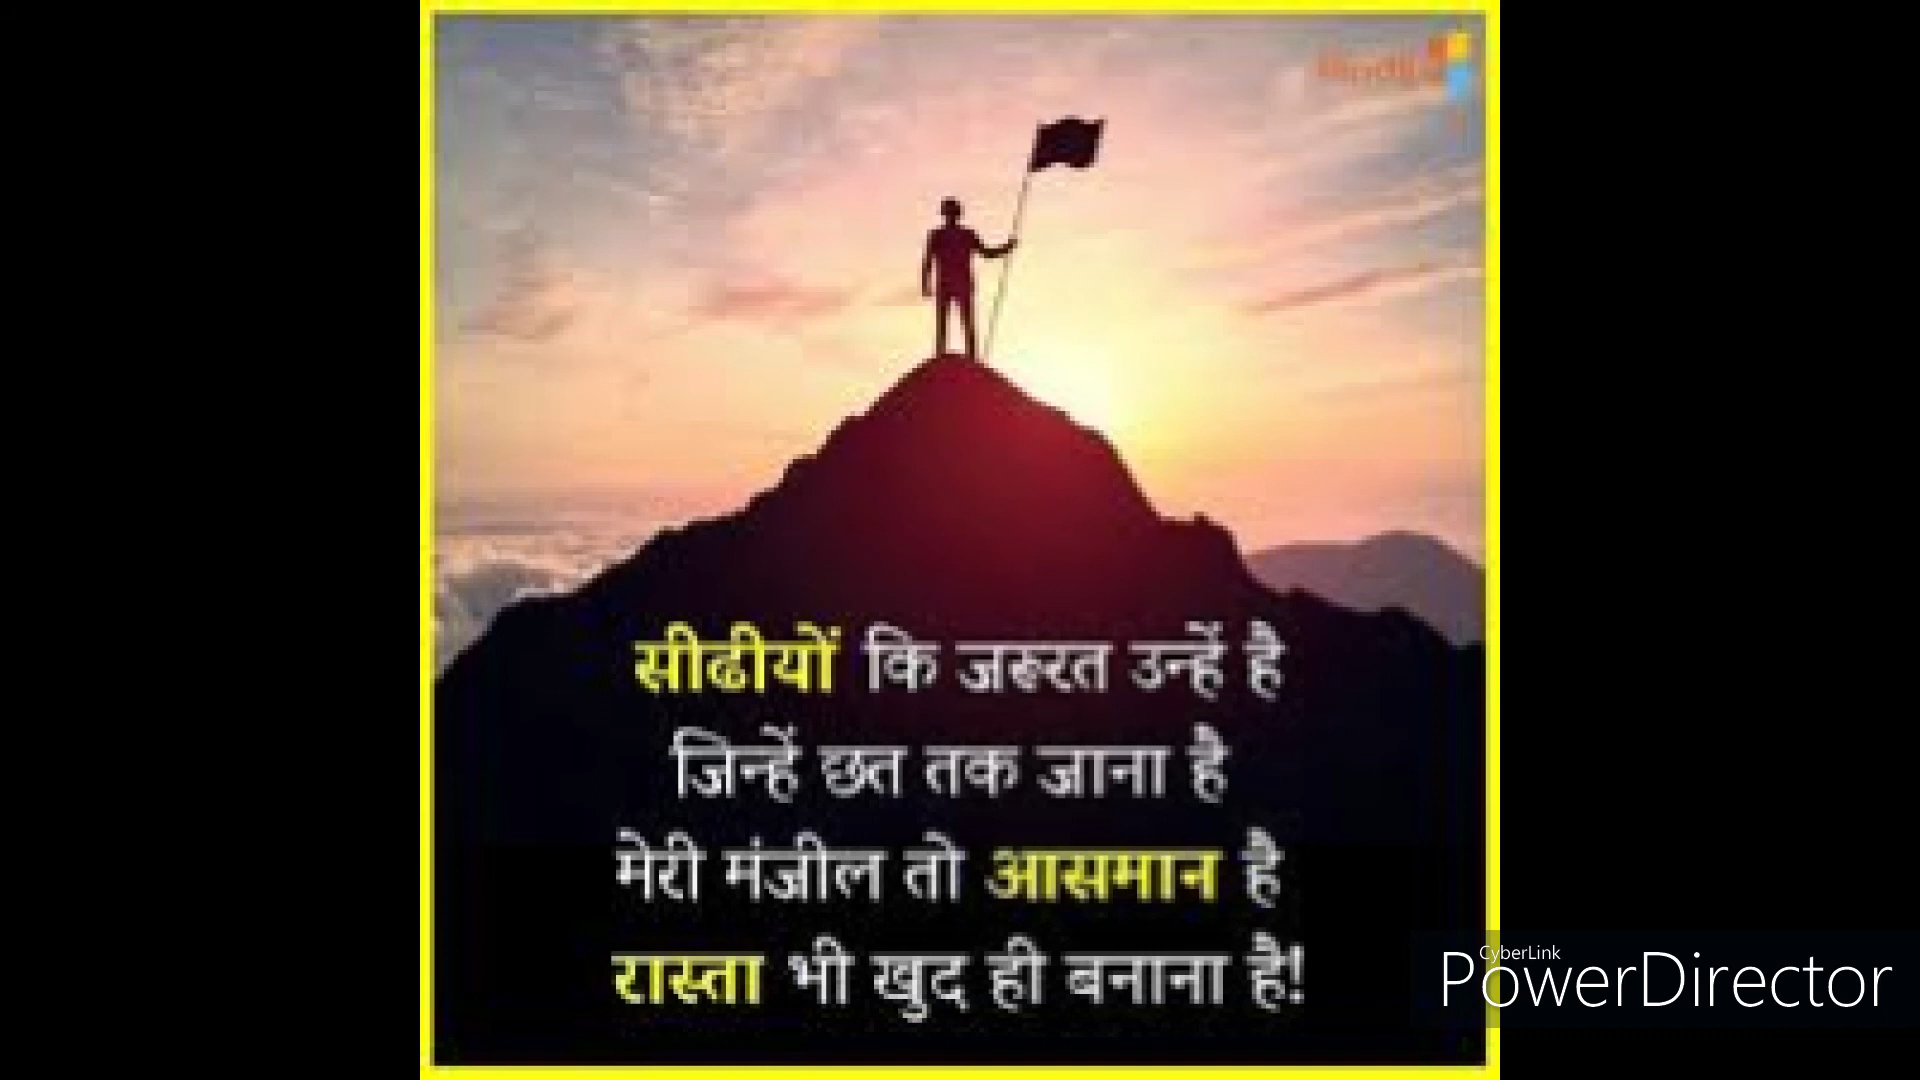 सीढीयों कि जरूरत उन्हें है
जिन्हें छत तक जाना है
मेरी मंजील तो आसमान है
रास्ता भी खुद ही बनाना है!
CyberLink
PowerDirector